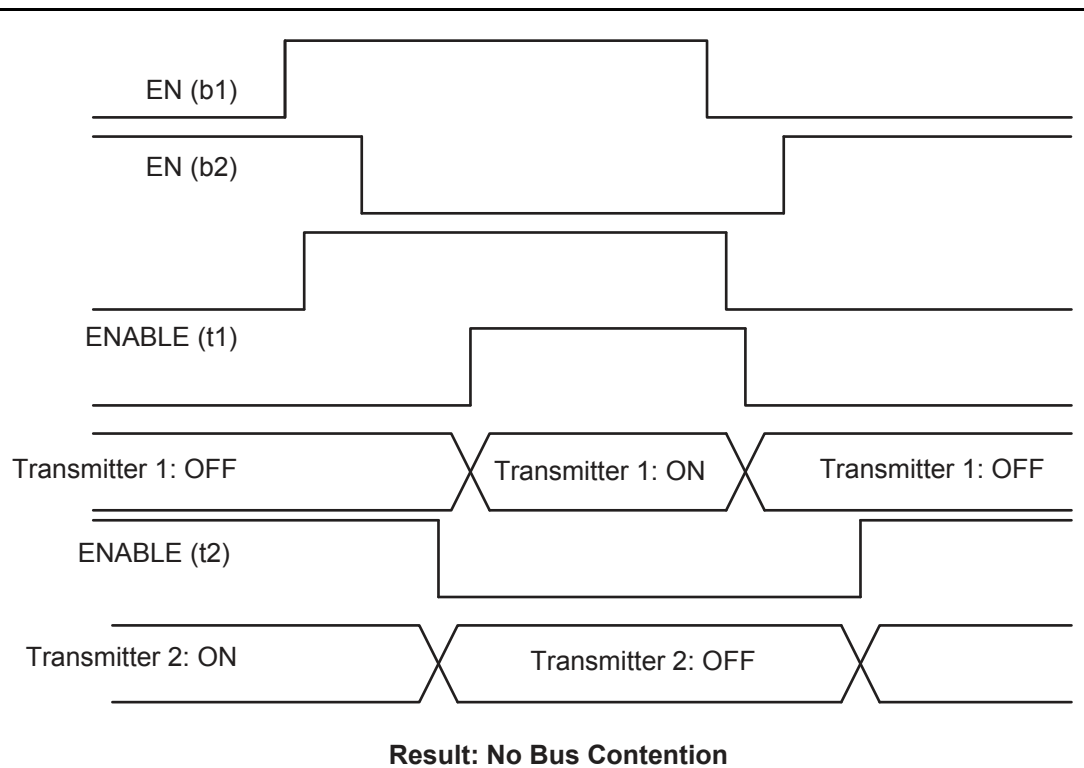 EN (b1)
EN (b2)
ENABLE (t1)
Transmitter 1: OFF
Transmitter 1: ON
Transmitter 1: OFF
ENABLE (t2)
Transmitter 2: ON
Transmitter 2: OFF
Result: No Bus Contention